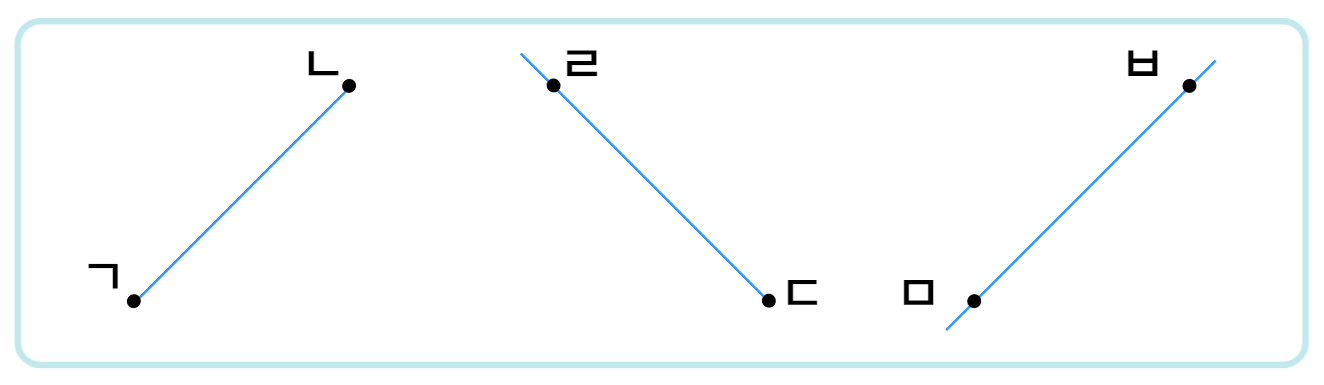 ㄴ ㄹ ㅂ
ㄱ ㄷ ㅁ